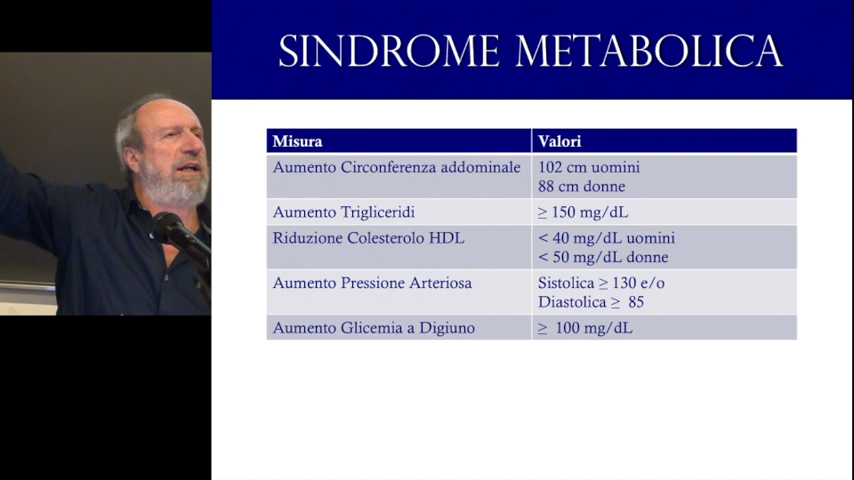 SINDROME METABOLICA
Misura Valori
Aumento Circonferenza addominale 102 cm uomini
88 cm donne
Aumento Trigliceridi ≥ 150 mg/dL
Riduzione Colesterolo HDL < 40 mg/dL uomini
< 50 mg/dL donne
Aumento Pressione Arteriosa Sistolica ≥ 130 e/o
Diastolica ≥ 85
Aumento Glicemia a Digiuno ≥ 100 mg/dL